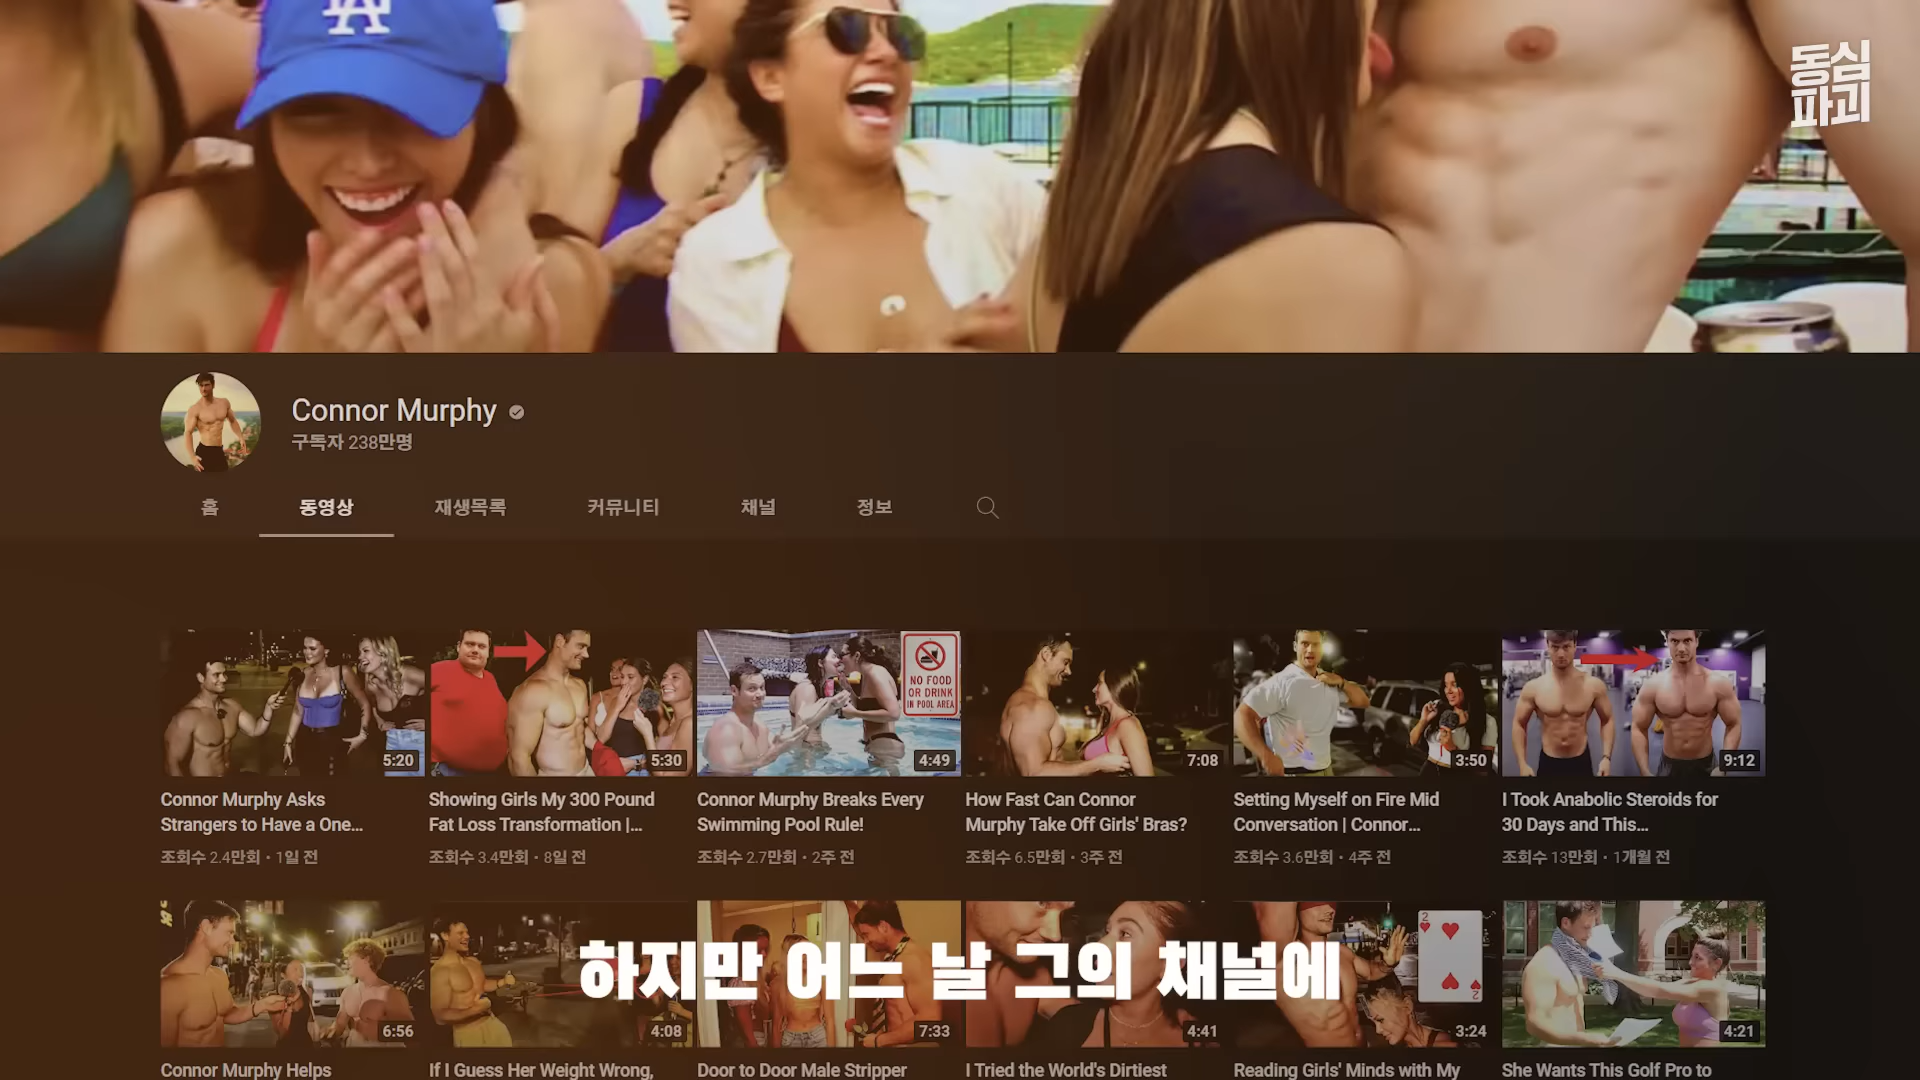 LA
동심
파괴
Connor Murphy
구독자 238만명
홈
동영상
재생목록
커뮤니티
채널
정보
NO FOOD
OR DRINK
IN POOL AREA
5:20
5:30
4:49
7:08
3:50
9:12
Connor Murphy Asks
Strangers to Have a One...
조회수 2.4만회 · 1일 전
Showing Girls My 300 Pound
Fat Loss Transformation |...
조회수 3.4만회 · 8일 전
Connor Murphy Breaks Every
Swimming Pool Rule!
조회수 2.7만회 · 2주 전
How Fast Can Connor
Murphy Take Off Girls' Bras?
조회수 6.5만회 · 3주 전
Setting Myself on Fire Mid
Conversation | Connor...
조회수 3.6만회 · 4주 전
I Took Anabolic Steroids for
30 Days and This...
조회수 13만회 · 1개월 전
2
2
하지만 어느 날 그의 채널에
6:56
4:08
7:33
4:41
3:24
4:21
Connor Murphy Helps
If I Guess Her Weight Wrong,
Door to Door Male Stripper
I Tried the World's Dirtiest
Reading Girls' Minds with My
She Wants This Golf Pro to